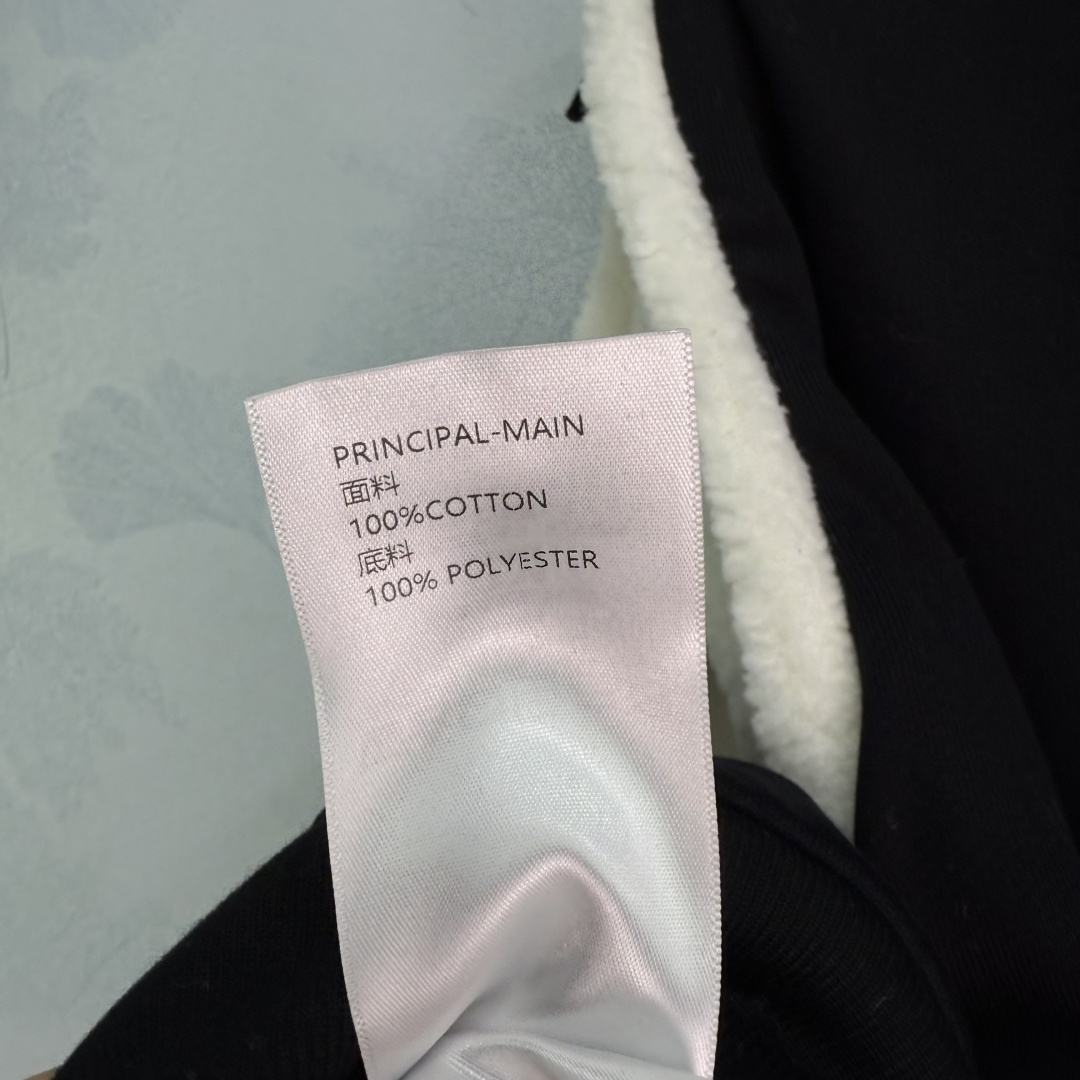 PRINCIPAL-MAIN
面料
100%COTTON
底料
100% POLYESTER